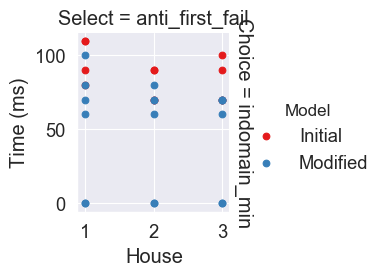 Select = anti_first_fail
Choice = indomain_min
Time (ms)
100
50
0
1 2 3
House
Model
Initial
Modified